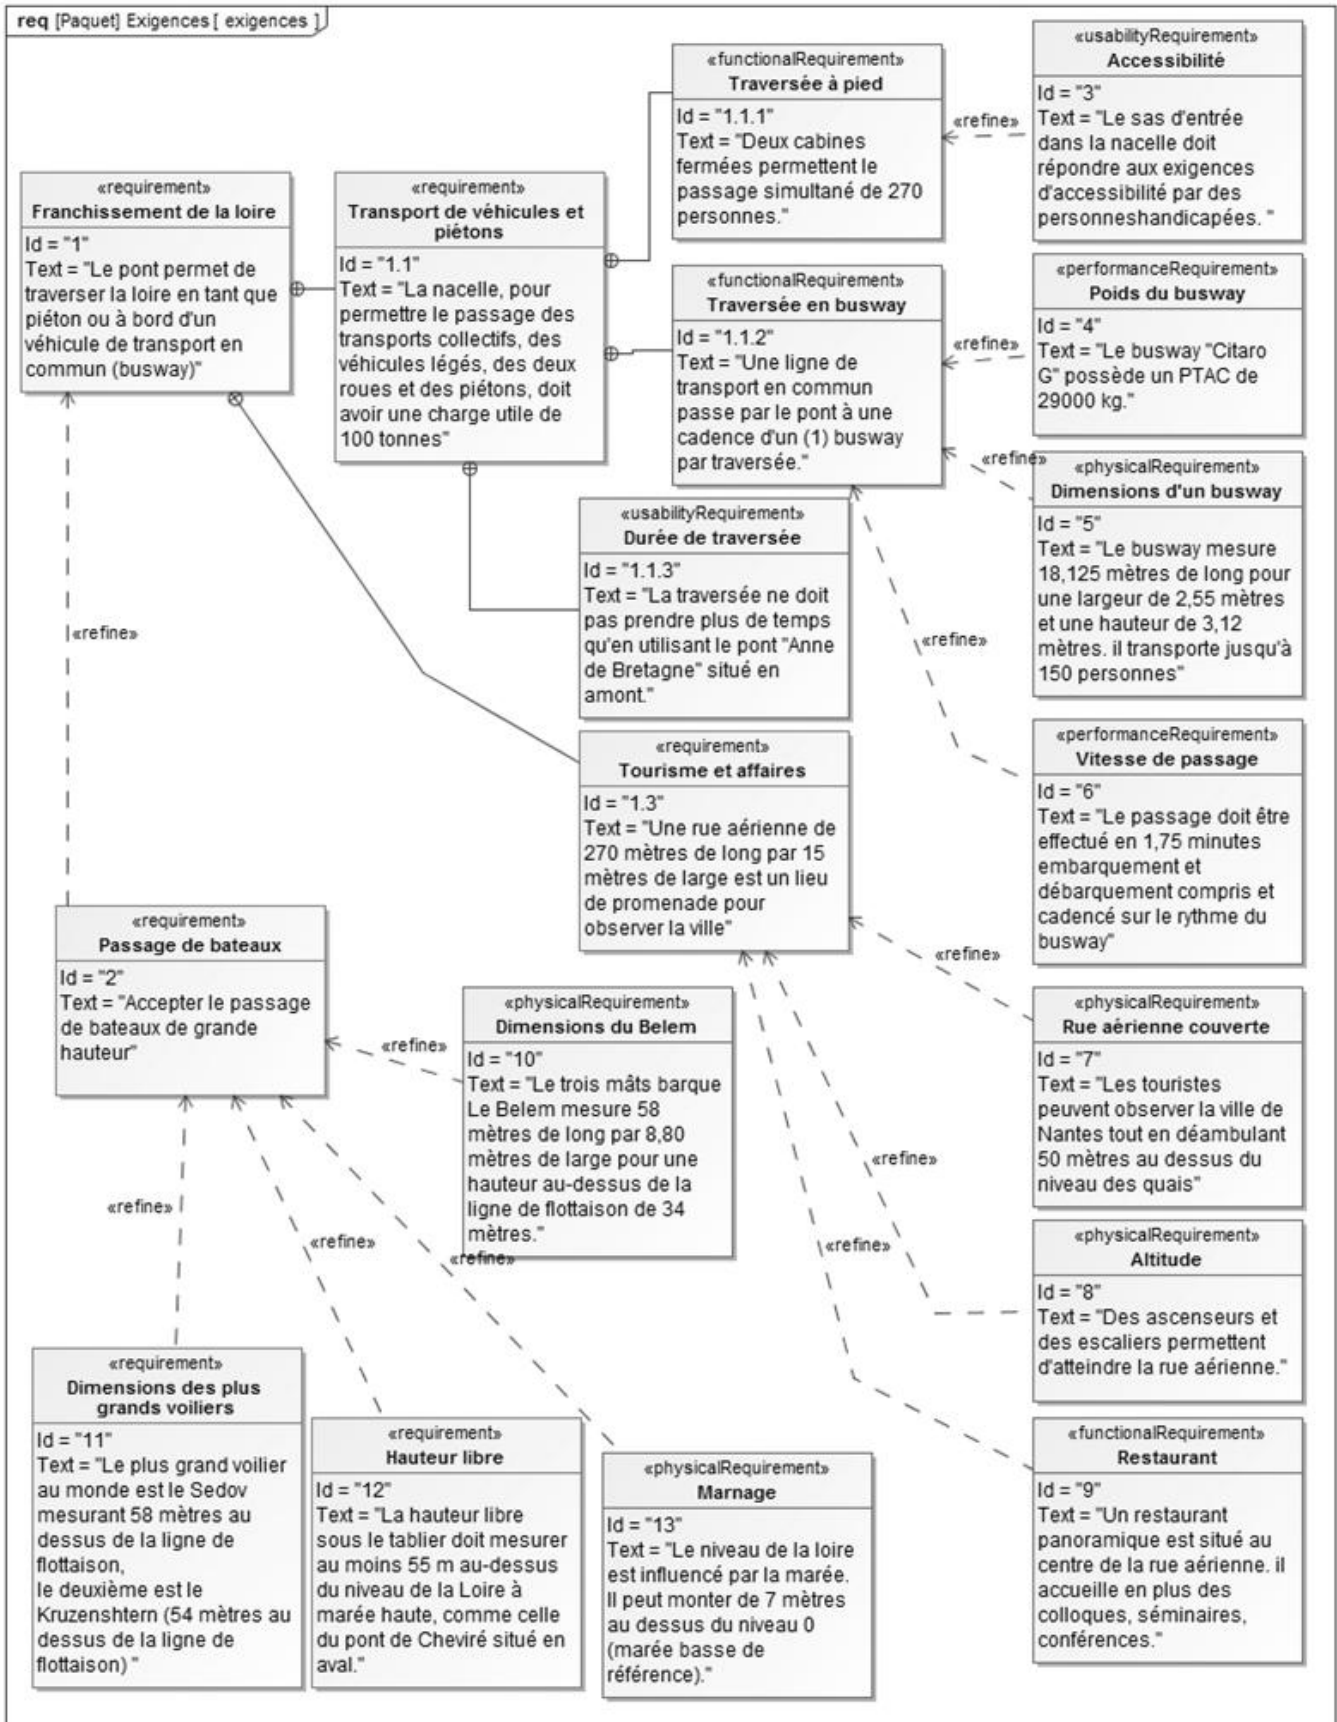 req [Paquet] Exigences [ exigences ]
«requirement»
Franchissement de la loire
Id = "1"
Text = "Le pont permet de
traverser la loire en tant que
piéton ou à bord d'un
véhicule de transport en
commun (busway)"
«requirement»
Transport de véhicules et
piétons
Id = "1.1"
Text = "La nacelle, pour
permettre le passage des
transports collectifs, des
véhicules légés, des deux
roues et des piétons, doit
avoir une charge utile de
100 tonnes"
«functionalRequirement»
Traversée à pied
Id = "1.1.1"
Text = "Deux cabines
fermées permettent le
passage simultané de 270
personnes."
«refine»
«usabilityRequirement»
Accessibilité
Id = "3"
Text = "Le sas d'entrée
dans la nacelle doit
répondre aux exigences
d'accessibilité par des
personneshandicapées. "
«functionalRequirement»
Traversée en busway
Id = "1.1.2"
Text = "Une ligne de
transport en commun
passe par le pont à une
cadence d'un (1) busway
par traversée."
«refine»
«performanceRequirement»
Poids du busway
Id = "4"
Text = "Le busway "Citaro
G" possède un PTAC de
29000 kg."
«refine»
«physicalRequirement»
Dimensions d'un busway
Id = "5"
Text = "Le busway mesure
18,125 mètres de long pour
une largeur de 2,55 mètres
et une hauteur de 3,12
mètres. il transporte jusqu'à
150 personnes"
«usabilityRequirement»
Durée de traversée
Id = "1.1.3"
Text = "La traversée ne doit
pas prendre plus de temps
qu'en utilisant le pont "Anne
de Bretagne" situé en
amont."
«refine»
«refine»
«performanceRequirement»
Vitesse de passage
Id = "6"
Text = "Le passage doit être
effectué en 1,75 minutes
embarquement et
débarquement compris et
cadencé sur le rythme du
busway"
«requirement»
Tourisme et affaires
Id = "1.3"
Text = "Une rue aérienne de
270 mètres de long par 15
mètres de large est un lieu
de promenade pour
observer la ville"
«refine»
«physicalRequirement»
Rue aérienne couverte
Id = "7"
Text = "Les touristes
peuvent observer la ville de
Nantes tout en déambulant
50 mètres au dessus du
niveau des quais"
«requirement»
Passage de bateaux
Id = "2"
Text = "Accepter le passage
de bateaux de grande
hauteur"
«refine»
«physicalRequirement»
Dimensions du Belem
Id = "10"
Text = "Le trois mâts barque
Le Belem mesure 58
mètres de long par 8,80
mètres de large pour une
hauteur au-dessus de la
ligne de flottaison de 34
mètres."
«refine»
«refine»
«refine»
«refine»
«refine»
«physicalRequirement»
Altitude
Id = "8"
Text = "Des ascenseurs et
des escaliers permettent
d'atteindre la rue aérienne."
«requirement»
Dimensions des plus
grands voiliers
Id = "11"
Text = "Le plus grand voilier
au monde est le Sedov
mesurant 58 mètres au
dessus de la ligne de
flottaison,
le deuxième est le
Kruzenshtern (54 mètres au
dessus de la ligne de
flottaison) "
«requirement»
Hauteur libre
Id = "12"
Text = "La hauteur libre
sous le tablier doit mesurer
au moins 55 m au-dessus
du niveau de la Loire à
marée haute, comme celle
du pont de Cheviré situé en
aval."
«physicalRequirement»
Marnage
Id = "13"
Text = "Le niveau de la loire
est influencé par la marée.
Il peut monter de 7 mètres
au dessus du niveau 0
(marée basse de
référence)."
«functionalRequirement»
Restaurant
Id = "9"
Text = "Un restaurant
panoramique est situé au
centre de la rue aérienne. il
accueille en plus des
colloques, séminaires,
conférences."